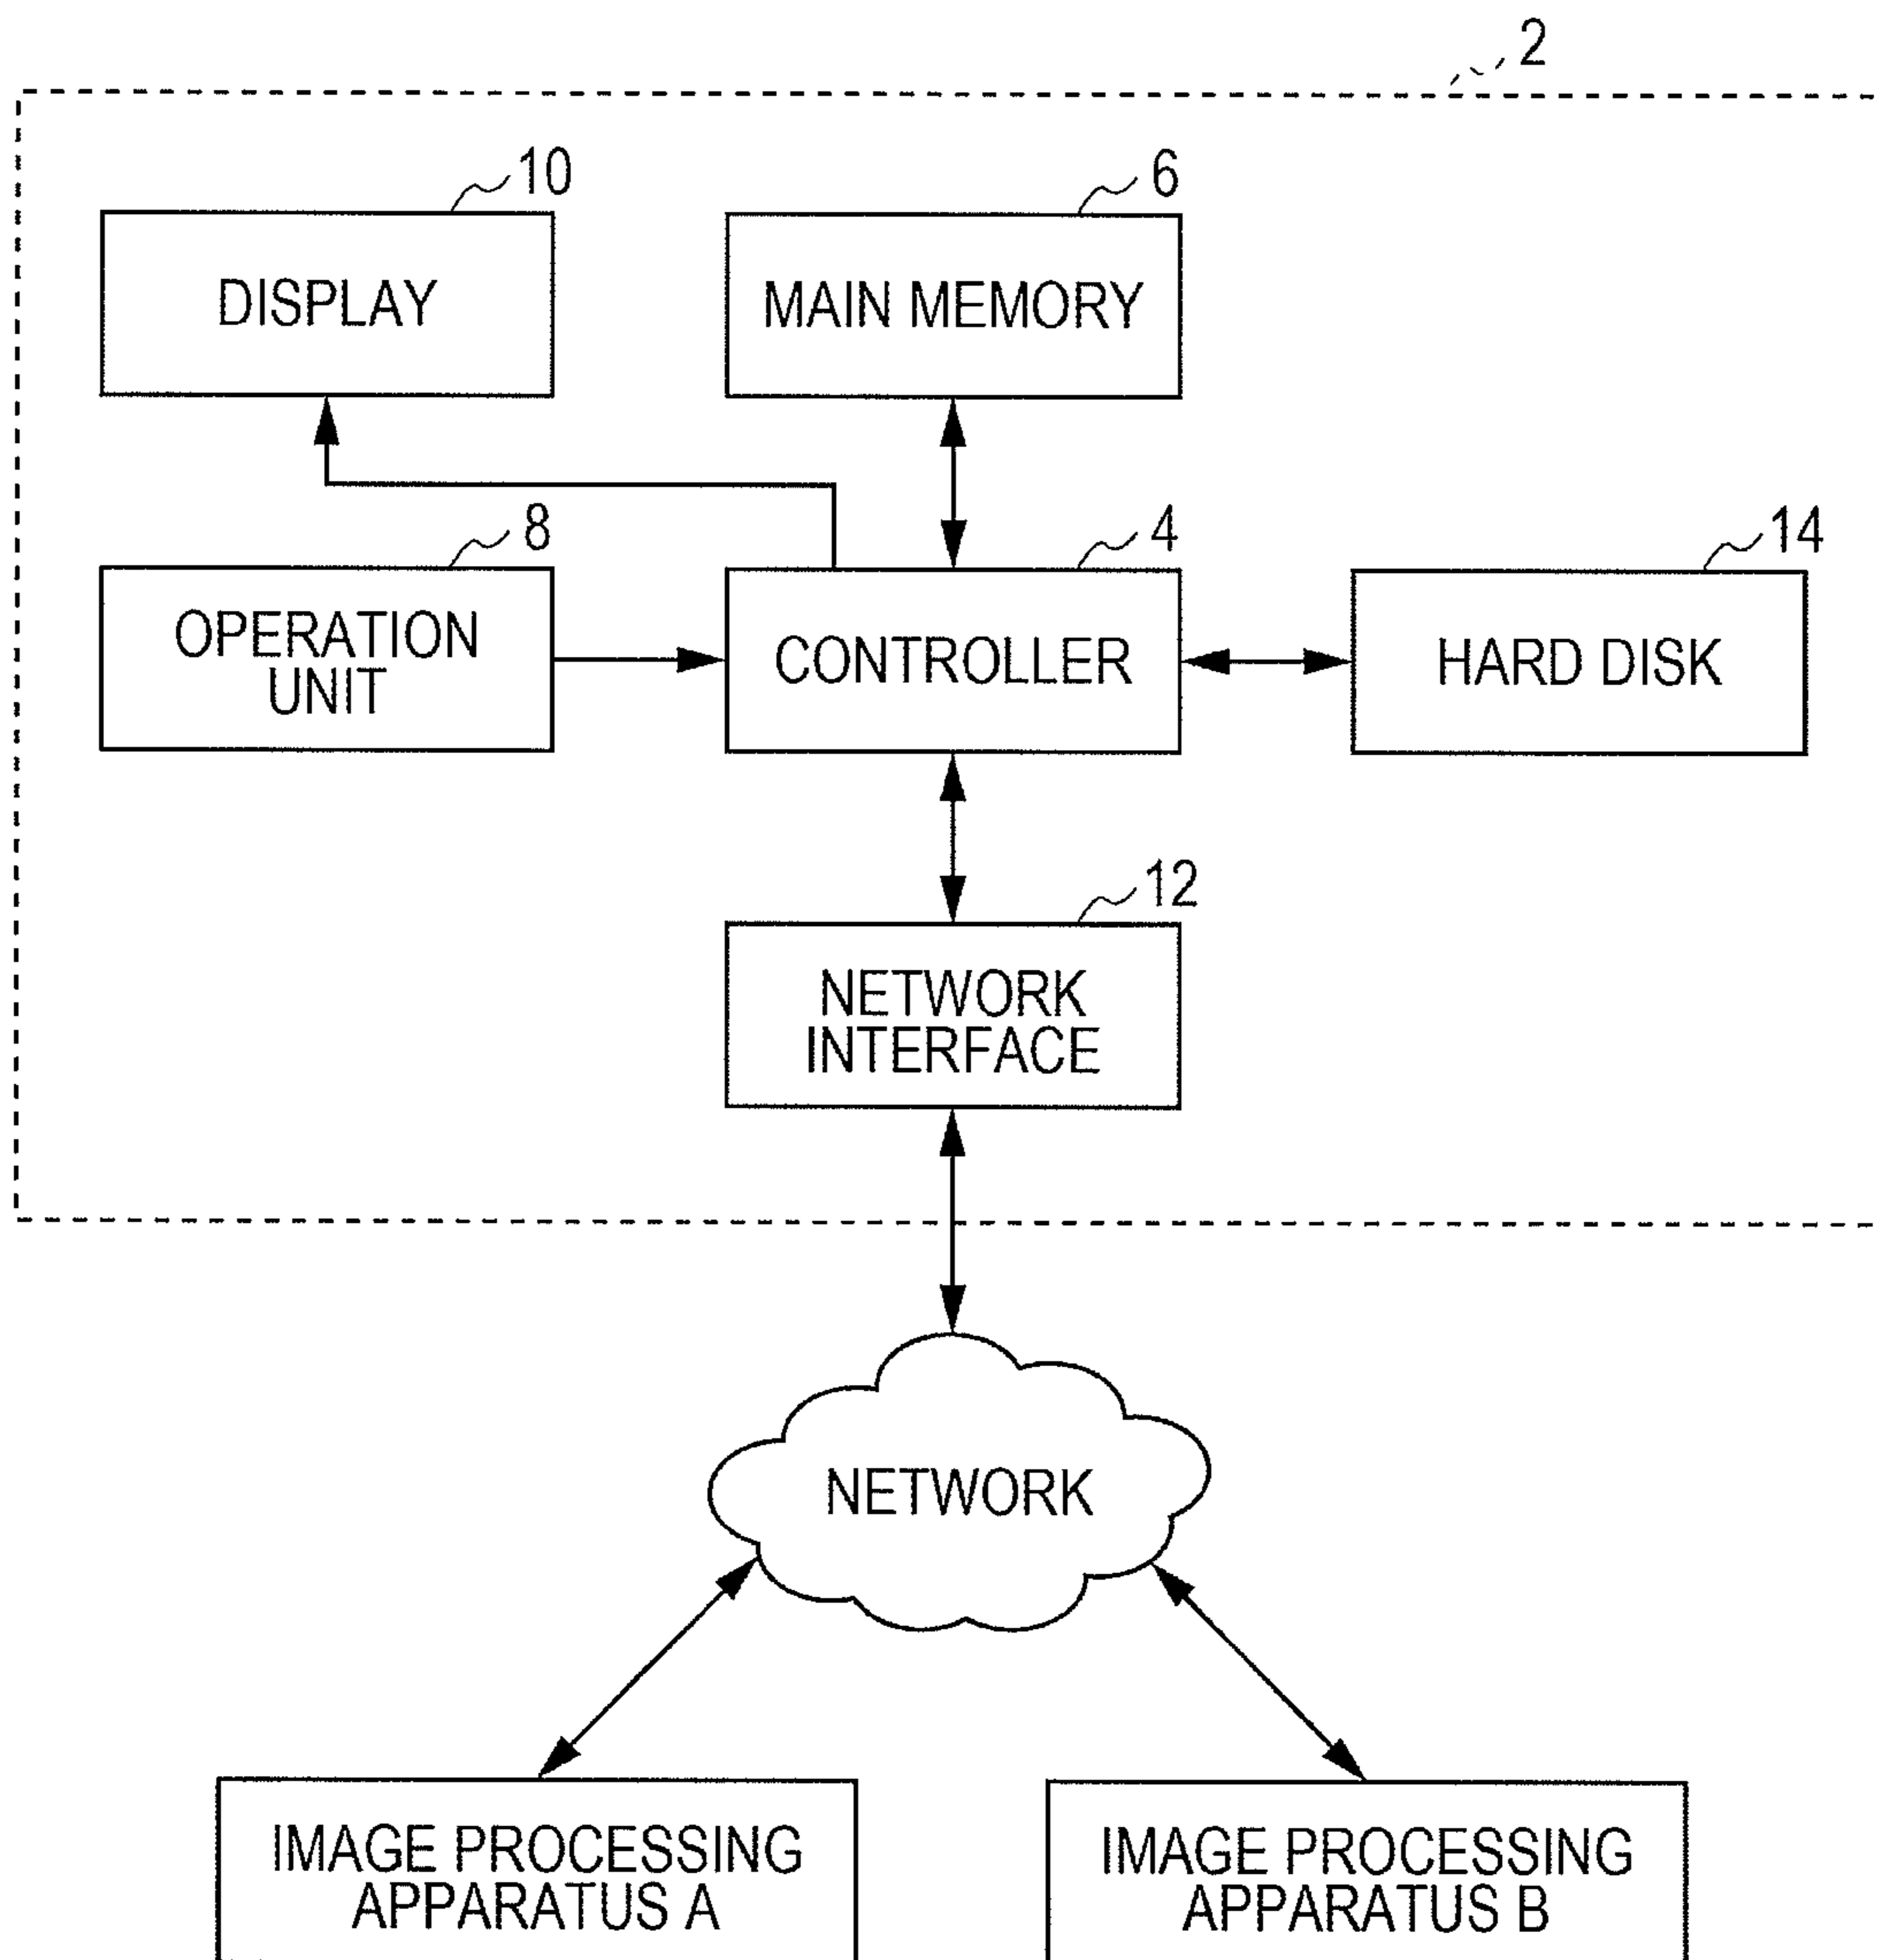 2
10
6
DISPLAY
MAIN MEMORY
8
4
14
OPERATION
UNIT
CONTROLLER
HARD DISK
12
NETWORK
INTERFACE
NETWORK
IMAGE PROCESSING
APPARATUS A
IMAGE PROCESSING
APPARATUS B